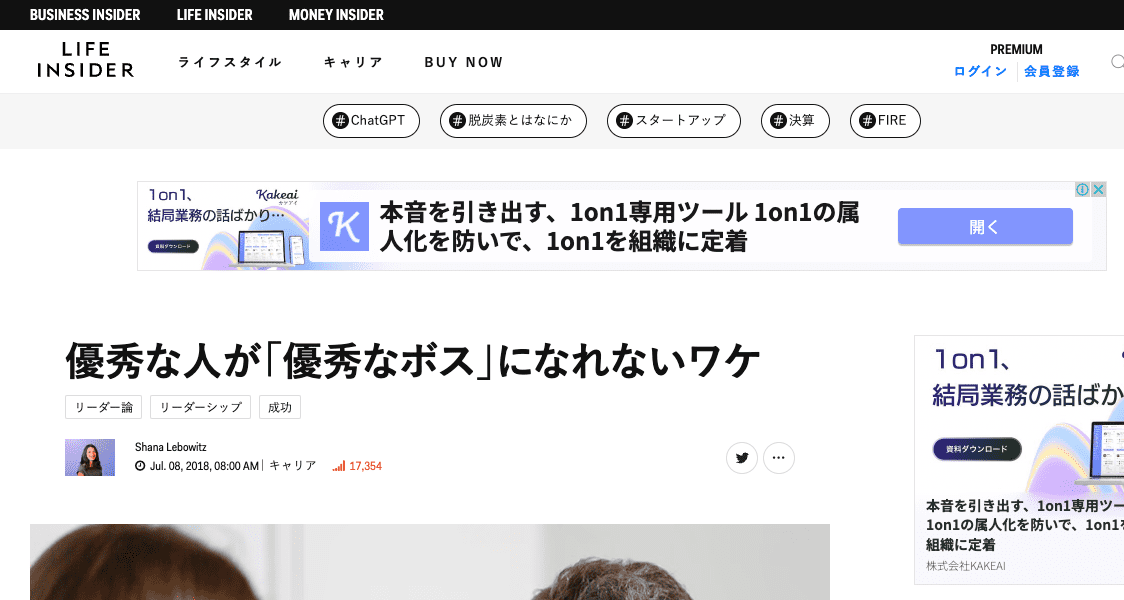 BUSINESS INSIDER LIFE INSIDER MONEY INSIDER
LIFE
INSIDER
ライフスタイル キャリア BUY NOW
PREMIUM
ログイン 会員登録
#ChatGPT #脱炭素とはなにか #スタートアップ #決算 #FIRE
1on1、
結局業務の話ばかり…
Kakeai
カケアイ
資料ダウンロード
K
本音を引き出す、1on1専用ツール 1on1の属
人化を防いで、1on1を組織に定着
開く
優秀な人が「優秀なボス」になれないワケ
リーダー論 リーダーシップ 成功
Shana Lebowitz
Jul. 08, 2018, 08:00 AM | キャリア 17,354
1on1、
結局業務の話ばか
資料ダウンロード
本音を引き出す、1on1専用ツー
1on1の属人化を防いで、1on1を
組織に定着
株式会社KAKEAI